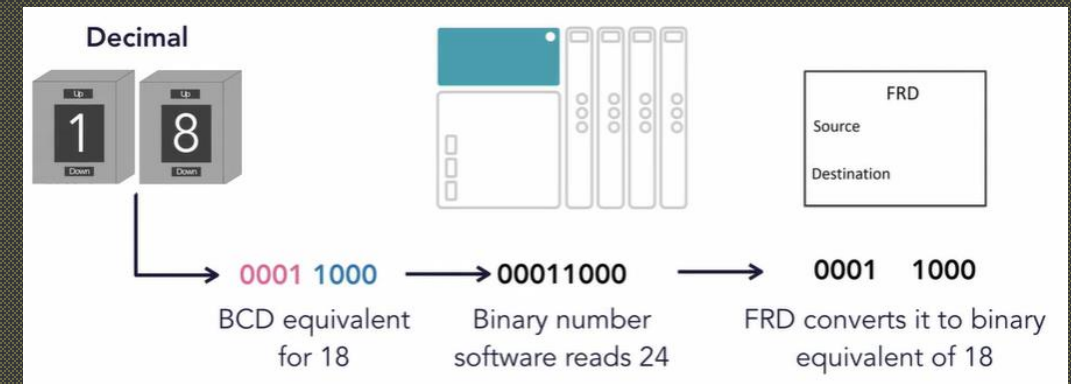 Decimal
Up
Up
1
8
Down
Down
FRD
Source
Destination
0001 1000
00011000
0001 1000
BCD equivalent
for 18
Binary number
software reads 24
FRD converts it to binary
equivalent of 18